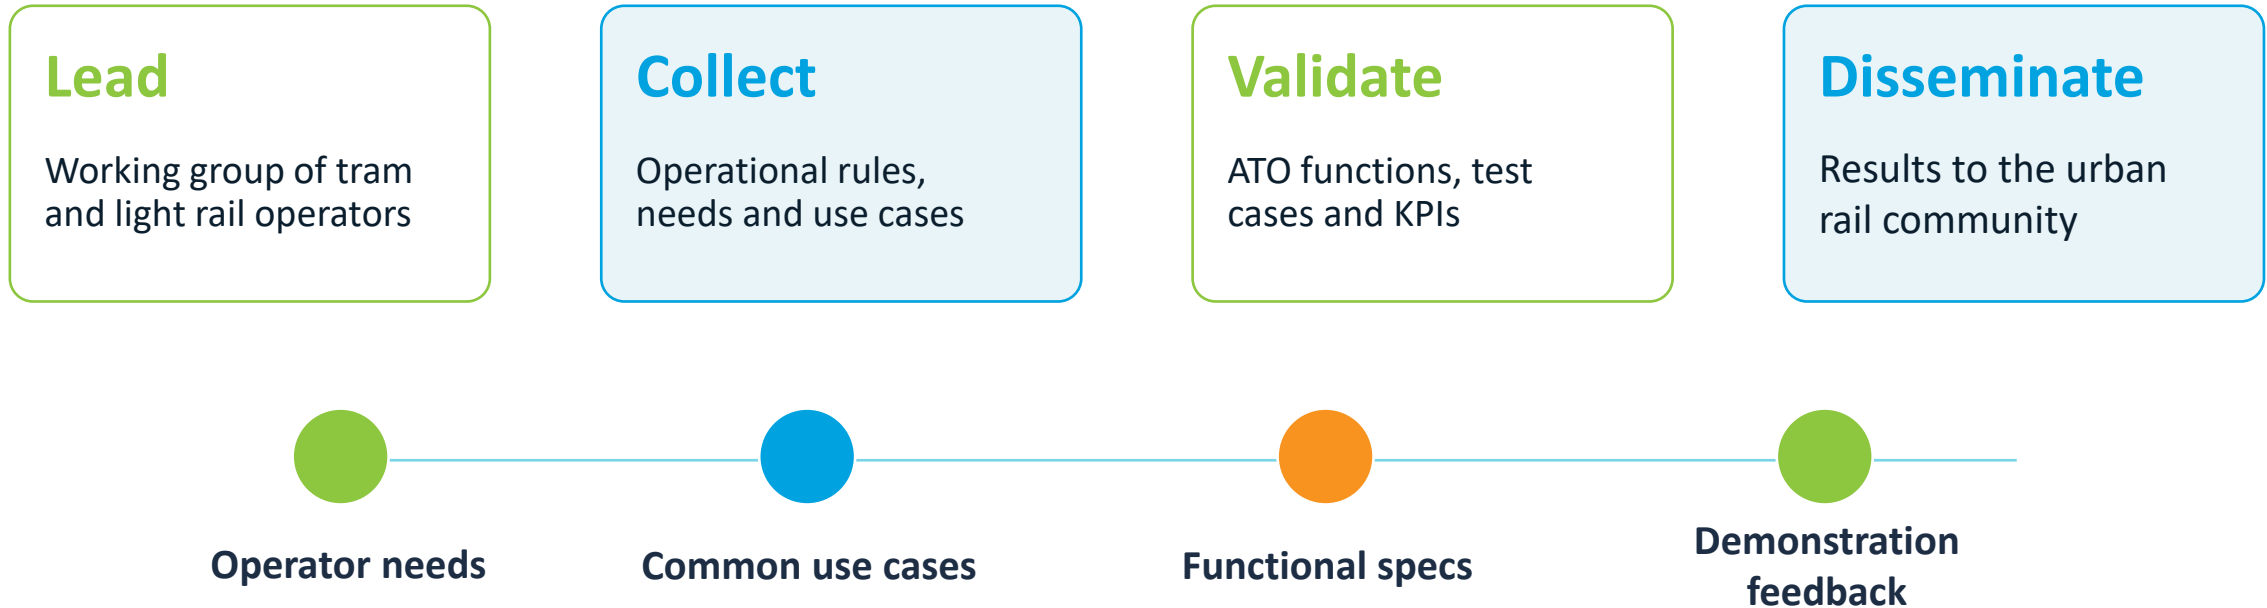 Lead
Working group of tram
and light rail operators
Collect
Operational rules,
needs and use cases
Validate
ATO functions, test
cases and KPIs
Disseminate
Results to the urban
rail community
Operator needs
Common use cases
Functional specs
Demonstration
feedback